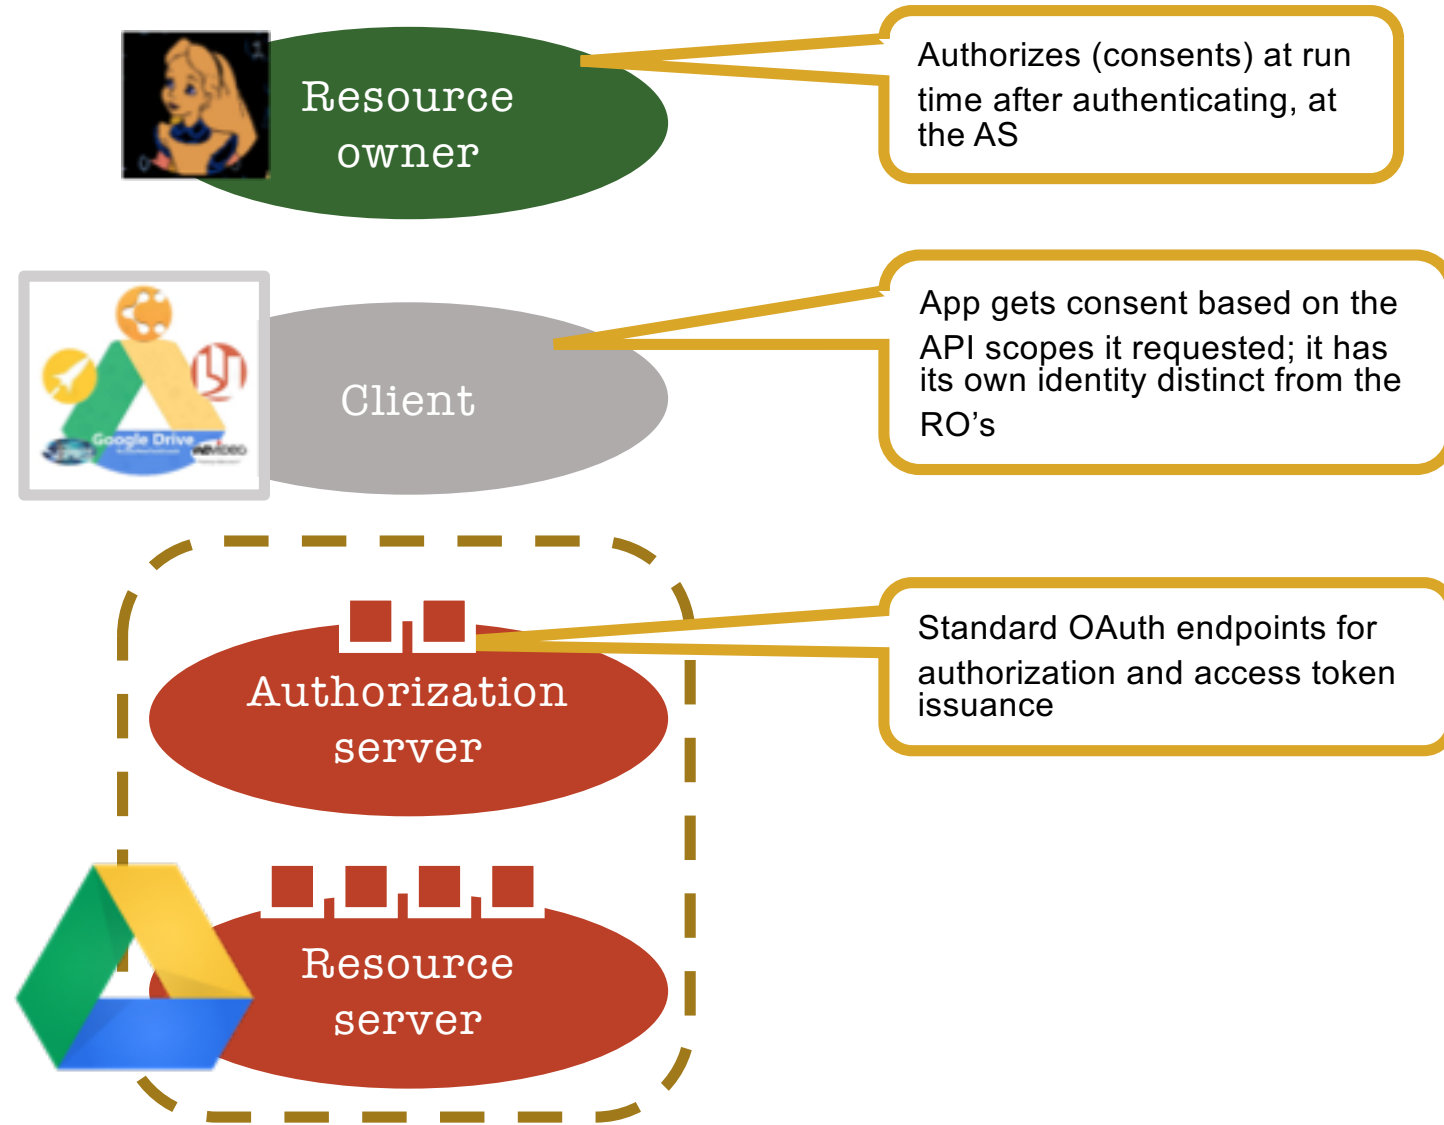 Resource
owner
Authorizes (consents) at run
time after authenticating, at
the AS
Google Drive
Client
App gets consent based on the
API scopes it requested; it has
its own identity distinct from the
RO’s
Authorization
server
Standard OAuth endpoints for
authorization and access token
issuance
Resource
server